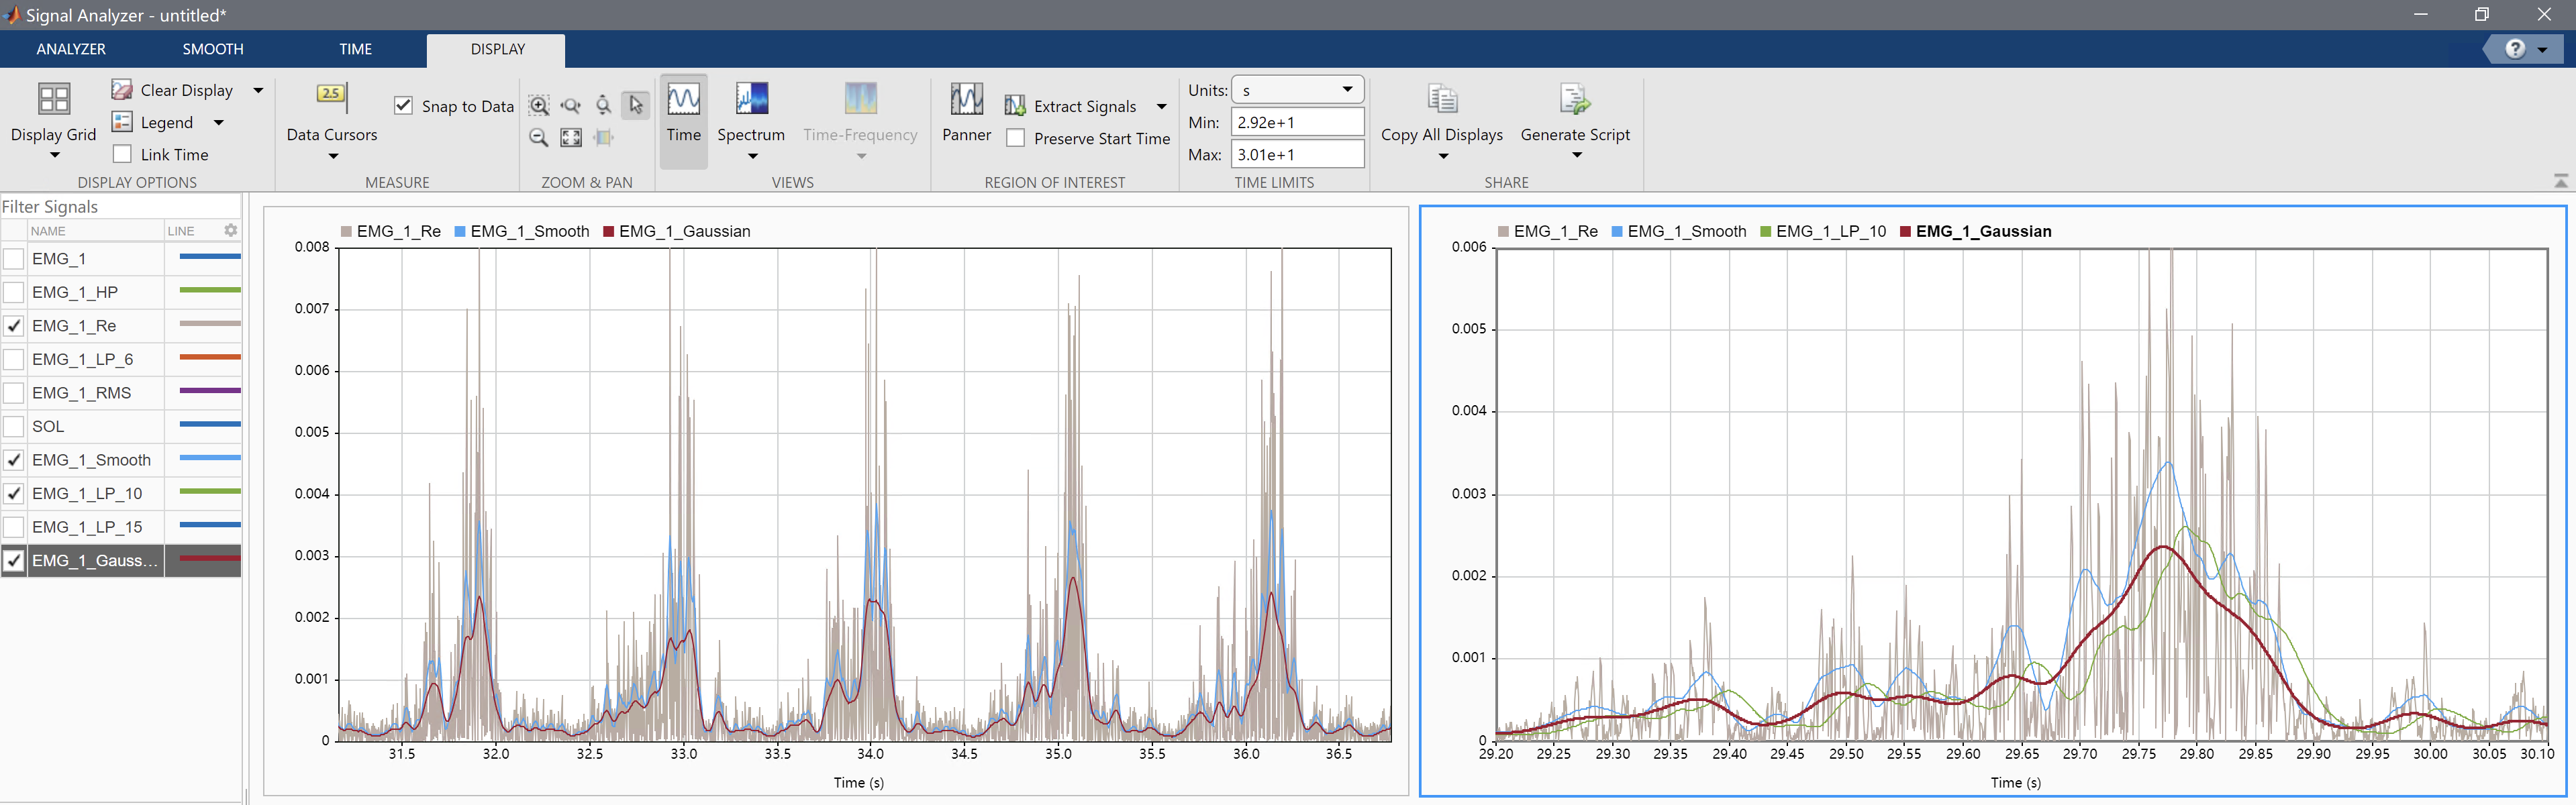 Signal Analyzer - untitled*
ANALYZER SMOOTH TIME DISPLAY
Display Grid
Clear Display
Legend
Link Time
DISPLAY OPTIONS
2.5
Data Cursors
Snap to Data
MEASURE
ZOOM & PAN
Time
Spectrum
Time-Frequency
VIEWS
Panner
Extract Signals
Preserve Start Time
REGION OF INTEREST
Units: s
Min: 2.92e+1
Max: 3.01e+1
TIME LIMITS
Copy All Displays
Generate Script
SHARE
?
Filter Signals
NAME LINE
EMG_1
EMG_1_HP
EMG_1_Re
EMG_1_LP_6
EMG_1_RMS
SOL
EMG_1_Smooth
EMG_1_LP_10
EMG_1_LP_15
EMG_1_Gauss...
EMG_1_Re EMG_1_Smooth EMG_1_Gaussian
0.008
0.007
0.006
0.005
0.004
0.003
0.002
0.001
0
31.5 32.0 32.5 33.0 33.5 34.0 34.5 35.0 35.5 36.0 36.5
Time (s)
EMG_1_Re EMG_1_Smooth EMG_1_LP_10 EMG_1_Gaussian
0.006
0.005
0.004
0.003
0.002
0.001
0
29.20 29.25 29.30 29.35 29.40 29.45 29.50 29.55 29.60 29.65 29.70 29.75 29.80 29.85 29.90 29.95 30.00 30.05 30.10
Time (s)